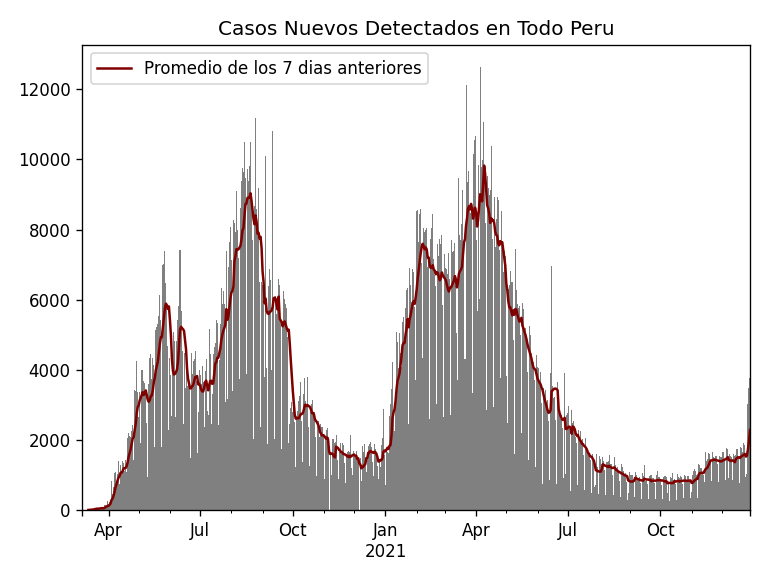 Casos Nuevos Detectados en Todo Peru
Promedio de los 7 dias anteriores
12000
10000
8000
6000
4000
2000
0
Apr Jul Oct Jan Apr Jul Oct
2021